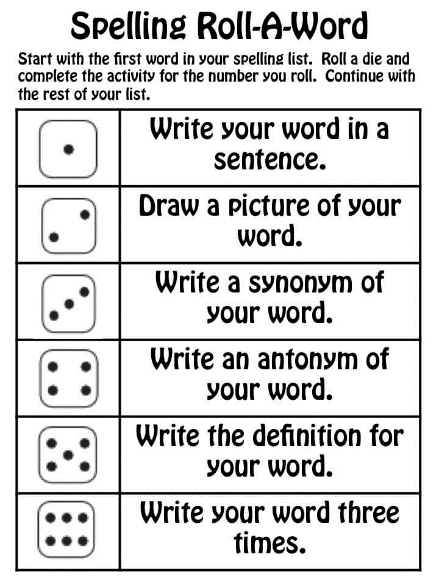 Spelling Roll-A-Word
Start with the first word in your spelling list. Roll a die and
complete the activity for the number you roll. Continue with
the rest of your list.
Write your word in a
sentence.
Draw a picture of your
word.
Write a synonym of
your word.
Write an antonym of
your word.
Write the definition for
your word.
Write your word three
times.